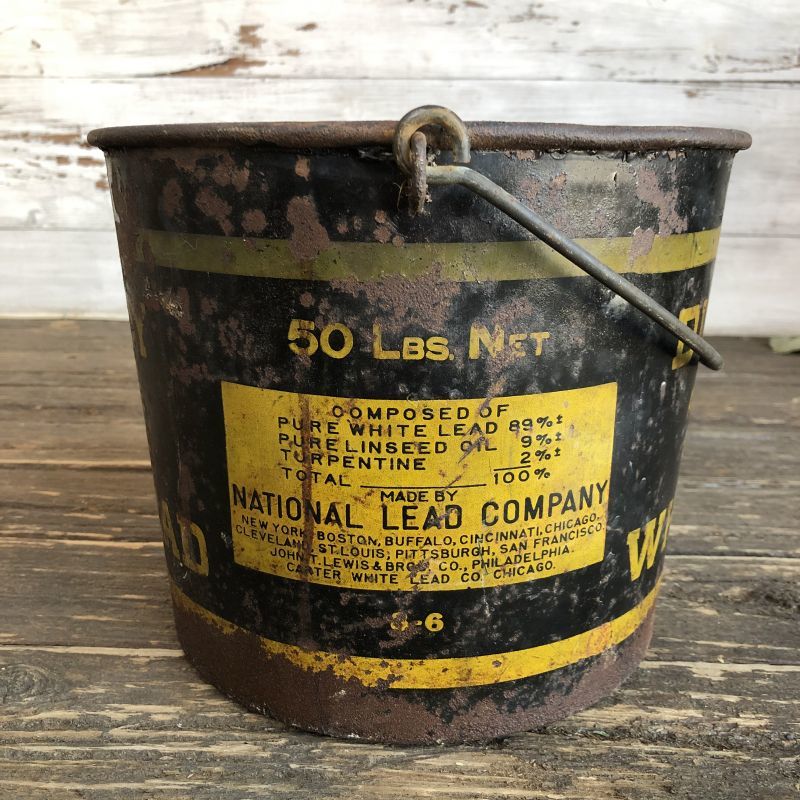 50 LBS. NET
COMPOSED OF
PURE WHITE LEAD 89%±
PURE LINSEED OIL 9%±
TURPENTINE 2%±
TOTAL 100%
MADE BY
NATIONAL LEAD COMPANY
NEW YORK, BOSTON, BUFFALO, CINCINNATI, CHICAGO,
CLEVELAND, ST. LOUIS, PITTSBURGH, SAN FRANCISCO.
JOHN T. LEWIS & BROS. CO., PHILADELPHIA.
CARTER WHITE LEAD CO. CHICAGO.